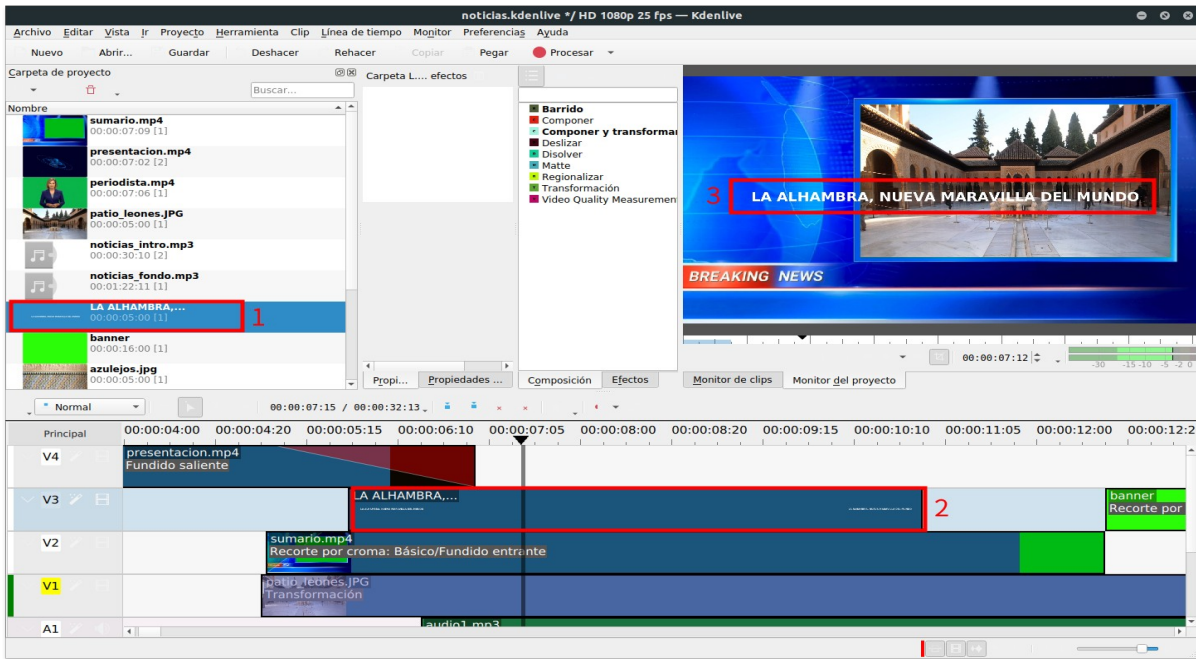 noticias.kdenlive */ HD 1080p 25 fps — Kdenlive
Archivo Editar Vista Ir Proyecto Herramienta Clip Línea de tiempo Monitor Preferencias Ayuda
Nuevo Abrir... Guardar Deshacer Rehacer Copiar Pegar Procesar
Carpeta de proyecto
Buscar...
Nombre
sumario.mp4
00:00:07:09 [1]
presentacion.mp4
00:00:07:02 [2]
periodista.mp4
00:00:07:06 [1]
patio_leones.JPG
00:00:05:00 [1]
noticias_intro.mp3
00:00:30:10 [2]
noticias_fondo.mp3
00:01:22:11 [1]
LA ALHAMBRA,...
00:00:05:00 [1]
1
banner
00:00:16:00 [1]
azulejos.jpg
00:00:05:00 [1]
Carpeta L.... efectos
Propi... Propiedades ...
Barrido
Componer
Componer y transformar
Deslizar
Disolver
Matte
Regionalizar
Transformación
Video Quality Measuremen
Composición Efectos
3
LA ALHAMBRA, NUEVA MARAVILLA DEL MUNDO
BREAKING NEWS
00:00:07:12
-30 -15 -10 -5 -2 0
Monitor de clips Monitor del proyecto
Normal 00:00:07:15 / 00:00:32:13
Principal 00:00:04:00 00:00:04:20 00:00:05:15 00:00:06:10 00:00:07:05 00:00:08:00 00:00:08:20 00:00:09:15 00:00:10:10 00:00:11:05 00:00:12:00 00:00:12:2
V4 presentacion.mp4
Fundido saliente
V3 LA ALHAMBRA,... 2 banner
Recorte por
V2 sumario.mp4
Recorte por croma: Básico/Fundido entrante
V1 patio_leones.JPG
Transformación
A1 audio1.mp3